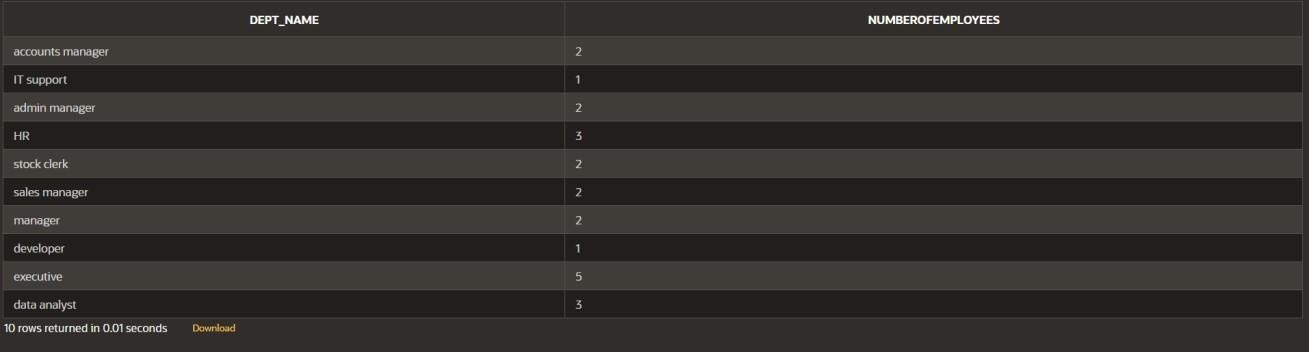 DEPT_NAME NUMBEROFEMPLOYEES
accounts manager 2
IT support 1
admin manager 2
HR 3
stock clerk 2
sales manager 2
manager 2
developer 1
executive 5
data analyst 3
10 rows returned in 0.01 seconds Download